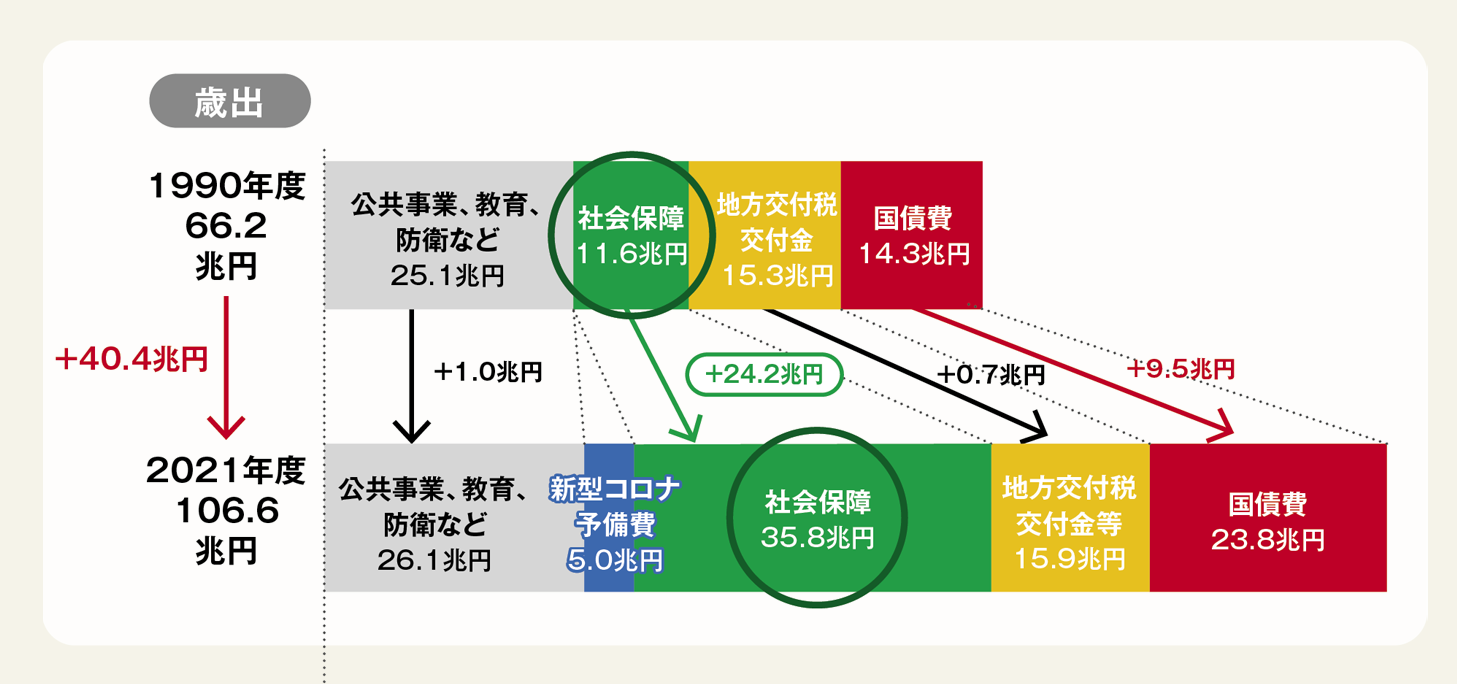 歳出
1990年度
66.2
兆円
公共事業、教育、
防衛など
25.1兆円
社会保障
11.6兆円
地方交付税
交付金
15.3兆円
国債費
14.3兆円
+40.4兆円
+1.0兆円
+24.2兆円
+0.7兆円
+9.5兆円
2021年度
106.6
兆円
公共事業、教育、
防衛など
26.1兆円
新型コロナ
予備費
5.0兆円
社会保障
35.8兆円
地方交付税
交付金等
15.9兆円
国債費
23.8兆円